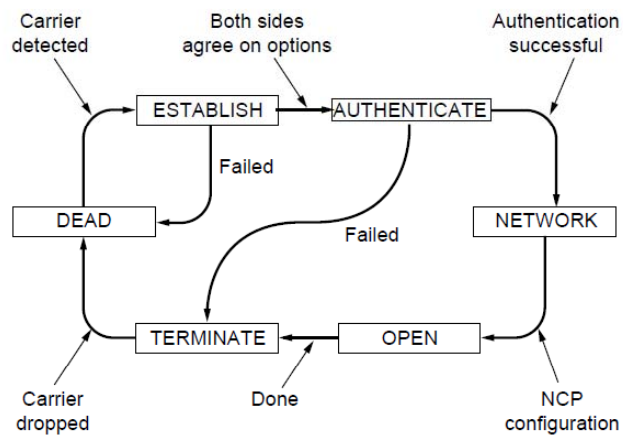 Carrier
detected
Both sides
agree on options
Authentication
successful
ESTABLISH
AUTHENTICATE
Failed
DEAD
NETWORK
Failed
TERMINATE
OPEN
Carrier
dropped
Done
NCP
configuration